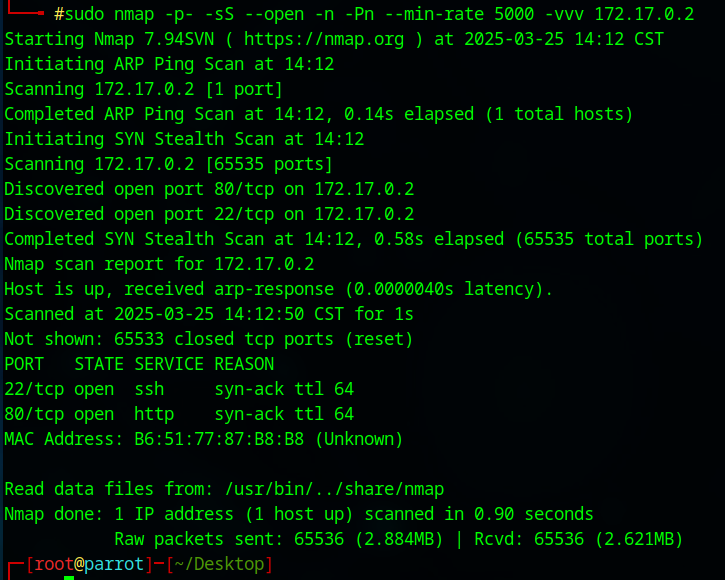 #sudo nmap -p- -sS --open -n -Pn --min-rate 5000 -vvv 172.17.0.2
Starting Nmap 7.94SVN ( https://nmap.org ) at 2025-03-25 14:12 CST
Initiating ARP Ping Scan at 14:12
Scanning 172.17.0.2 [1 port]
Completed ARP Ping Scan at 14:12, 0.14s elapsed (1 total hosts)
Initiating SYN Stealth Scan at 14:12
Scanning 172.17.0.2 [65535 ports]
Discovered open port 80/tcp on 172.17.0.2
Discovered open port 22/tcp on 172.17.0.2
Completed SYN Stealth Scan at 14:12, 0.58s elapsed (65535 total ports)
Nmap scan report for 172.17.0.2
Host is up, received arp-response (0.0000040s latency).
Scanned at 2025-03-25 14:12:50 CST for 1s
Not shown: 65533 closed tcp ports (reset)
PORT   STATE SERVICE REASON
22/tcp open  ssh     syn-ack ttl 64
80/tcp open  http    syn-ack ttl 64
MAC Address: B6:51:77:87:B8:B8 (Unknown)

Read data files from: /usr/bin/../share/nmap
Nmap done: 1 IP address (1 host up) scanned in 0.90 seconds
           Raw packets sent: 65536 (2.884MB) | Rcvd: 65536 (2.621MB)
┌─[root@parrot]─[~/Desktop]